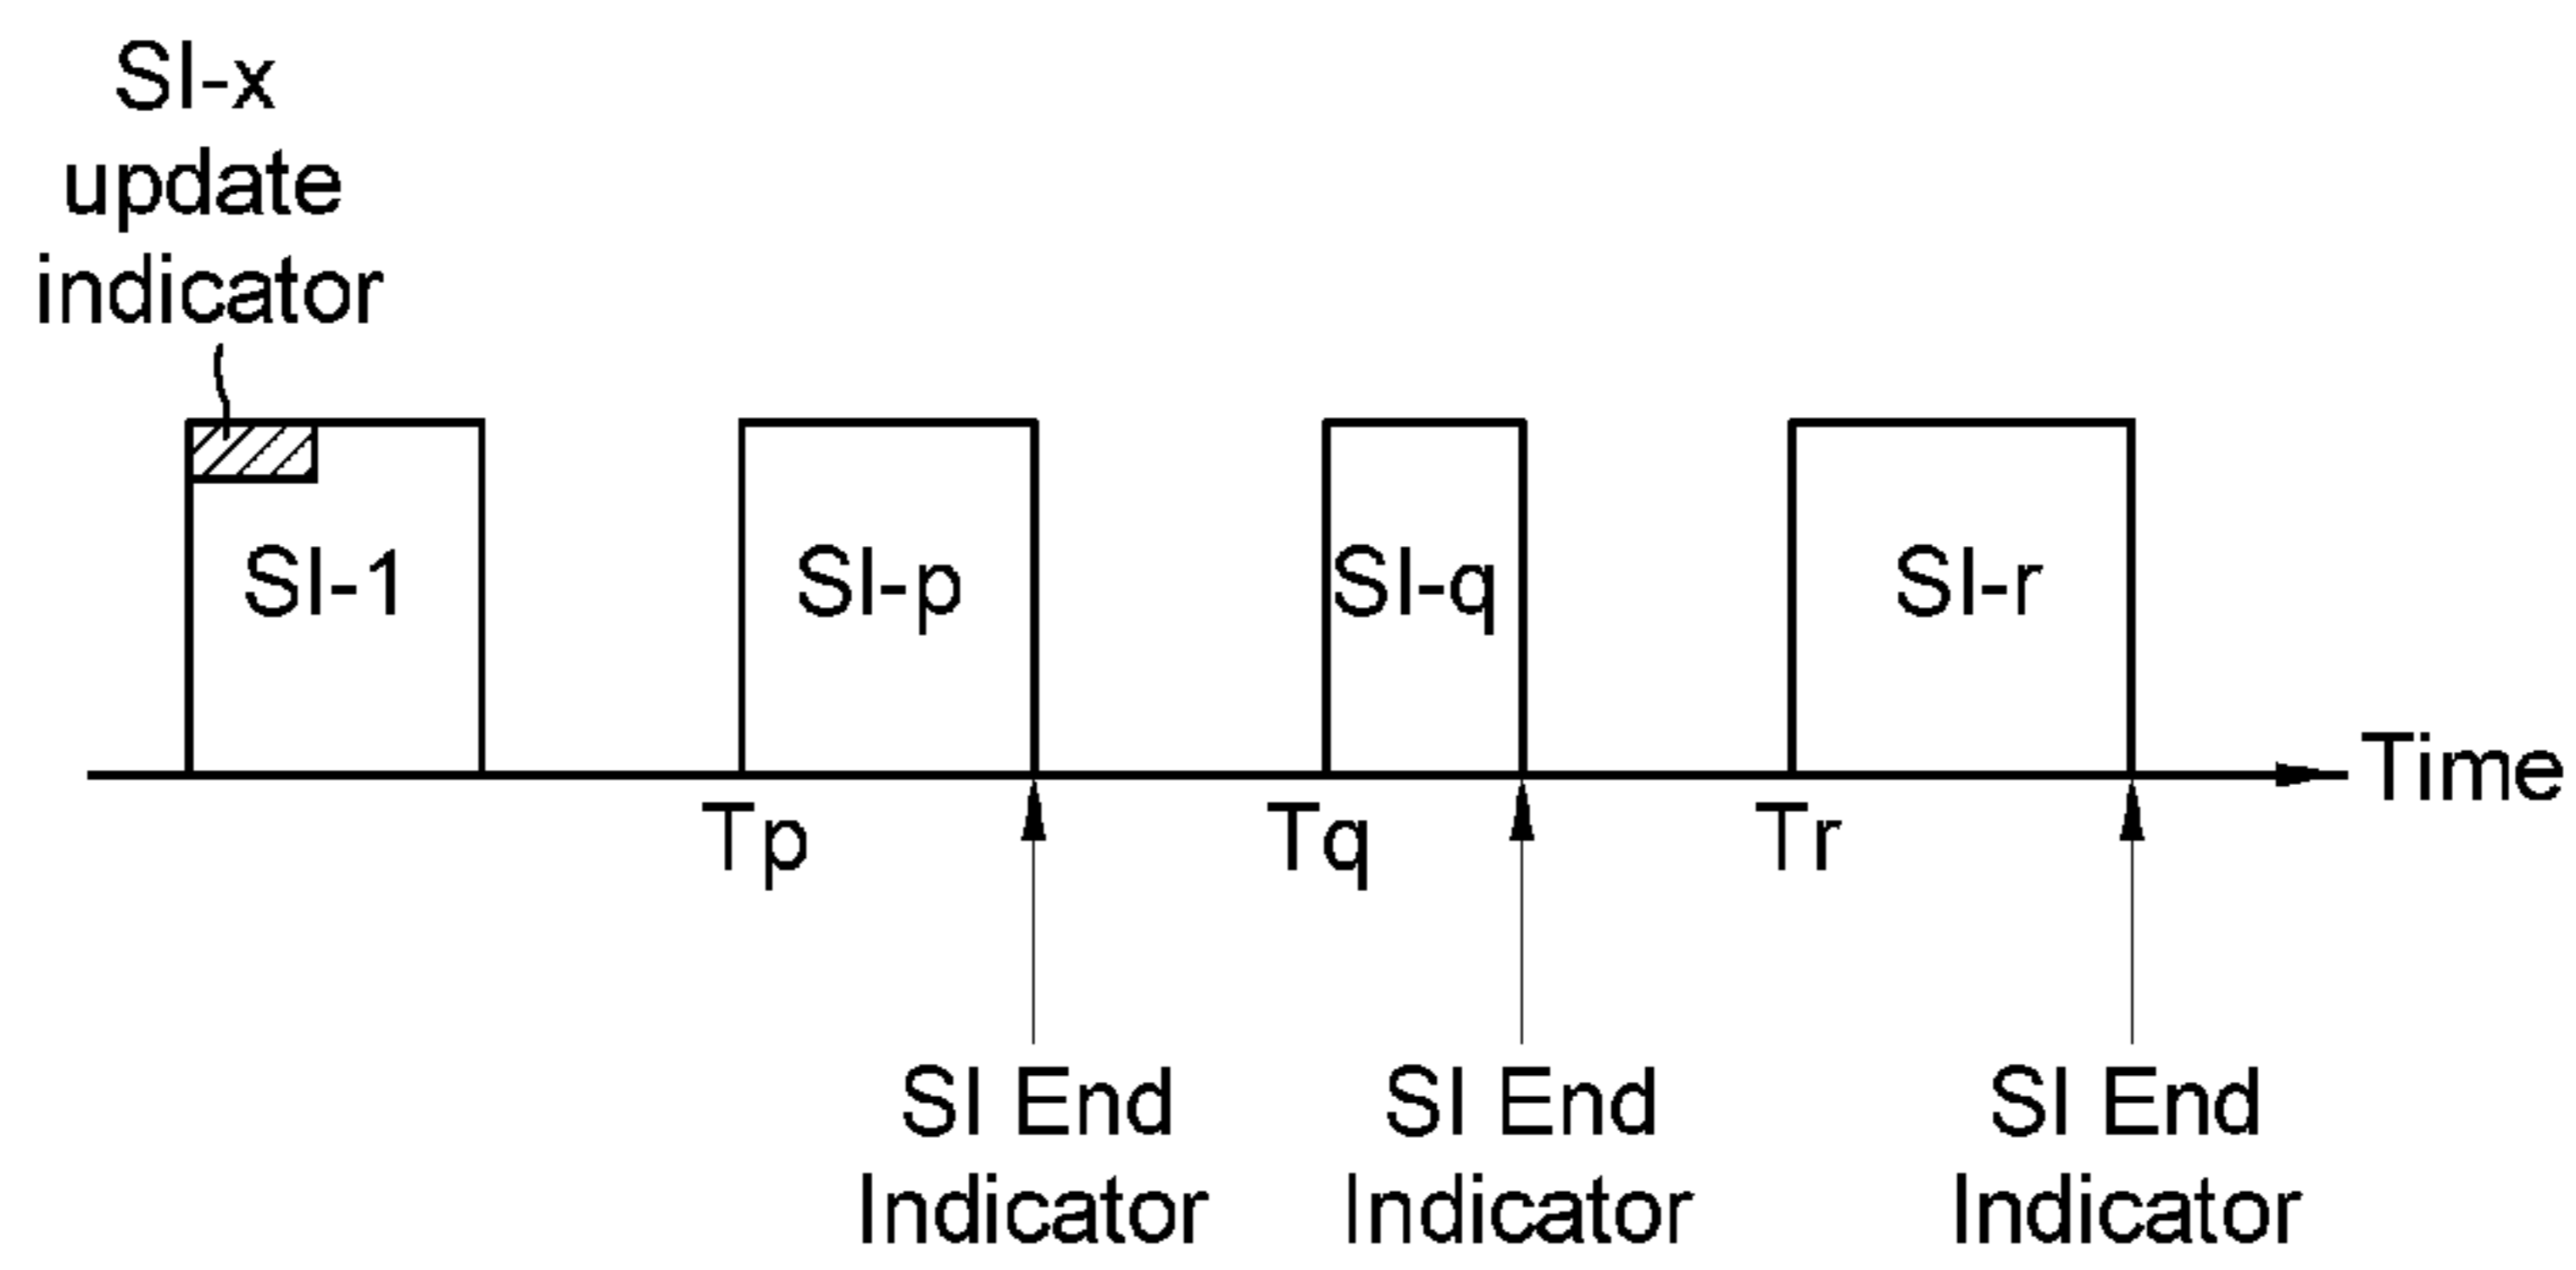 SI-x
update
indicator
SI-1
SI-p
SI-q
SI-r
Time
Tp
Tq
Tr
SI End
Indicator
SI End
Indicator
SI End
Indicator